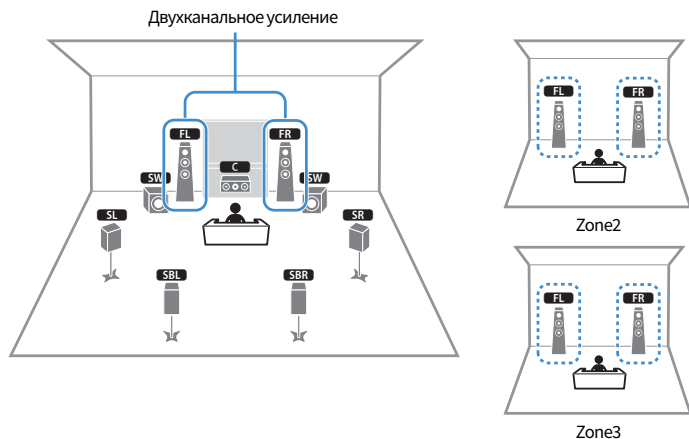 Двухканальное усиление
FL
FR
C
SW
SW
SL
SR
SBL
SBR
FL
FR
Zone2
FL
FR
Zone3